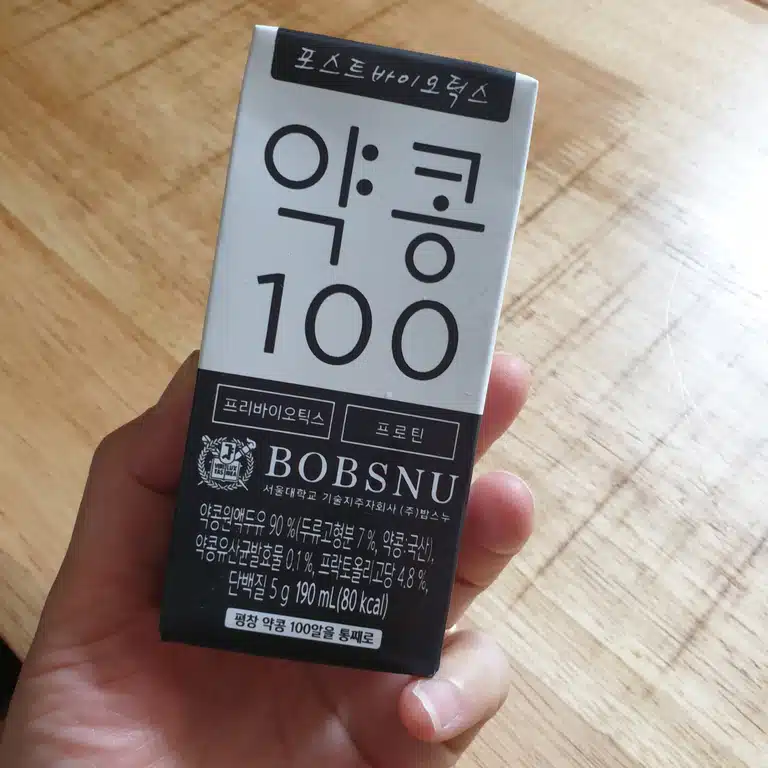 포스트바이오틱스
약콩
100
프리바이오틱스 프로틴
BOBSNU
서울대학교 기술지주자회사 (주)밥스누
약콩원액두유 90 %(두류고형분 7 %, 약콩:국산),
약콩유산균발효물 0.1 %, 프락토올리고당 4.8 %,
단백질 5 g 190 mL(80 kcal)
평창 약콩 100알을 통째로